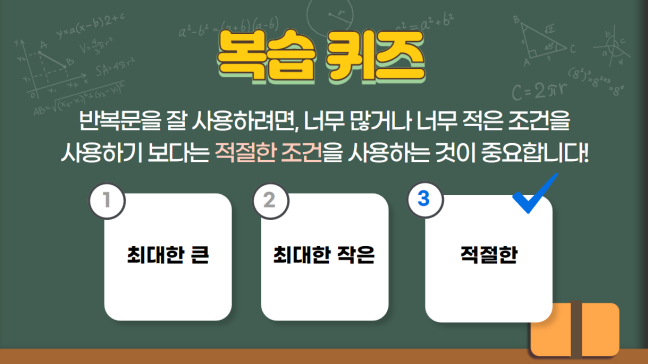 복습 퀴즈
반복문을 잘 사용하려면, 너무 많거나 너무 적은 조건을
사용하기 보다는 적절한 조건을 사용하는 것이 중요합니다!
1
최대한 큰
2
최대한 작은
3
적절한
C=2πr